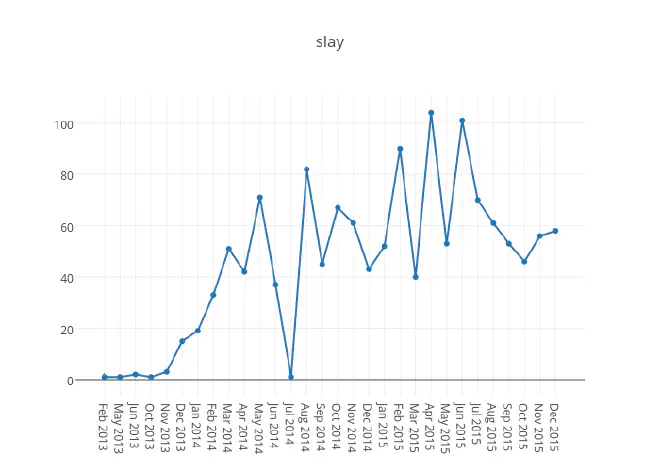 slay
100
80
60
40
20
0
Feb 2013
May 2013
Jun 2013
Oct 2013
Nov 2013
Dec 2013
Jan 2014
Feb 2014
Mar 2014
Apr 2014
May 2014
Jun 2014
Jul 2014
Aug 2014
Sep 2014
Oct 2014
Nov 2014
Dec 2014
Jan 2015
Feb 2015
Mar 2015
Apr 2015
May 2015
Jun 2015
Jul 2015
Aug 2015
Sep 2015
Oct 2015
Nov 2015
Dec 2015